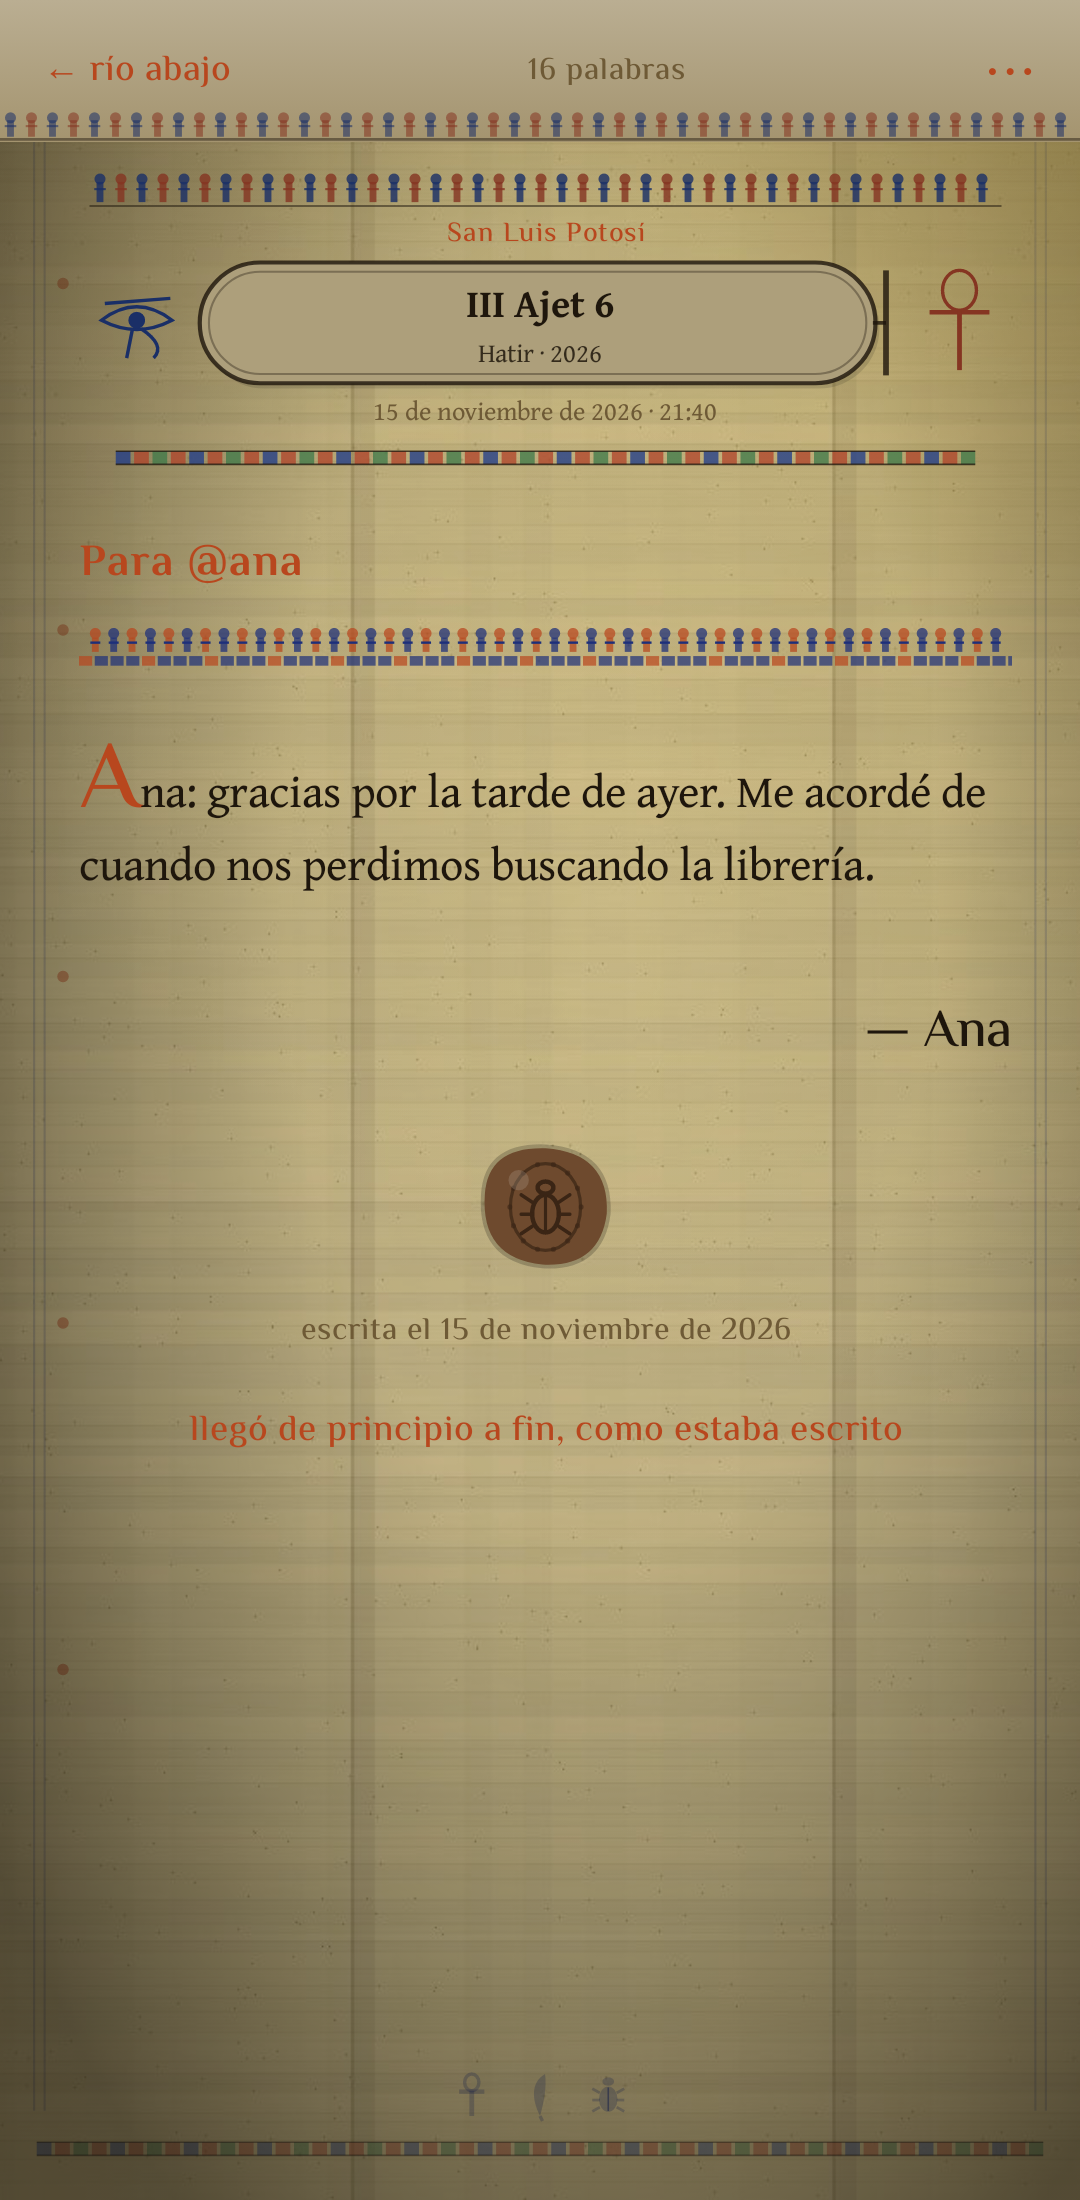 ← río abajo
16 palabras
...
San Luis Potosí
III Ajet 6
Hatir · 2026
15 de noviembre de 2026 · 21:40
Para @ana
Ana: gracias por la tarde de ayer. Me acordé de
cuando nos perdimos buscando la librería.
— Ana
escrita el 15 de noviembre de 2026
llegó de principio a fin, como estaba escrito